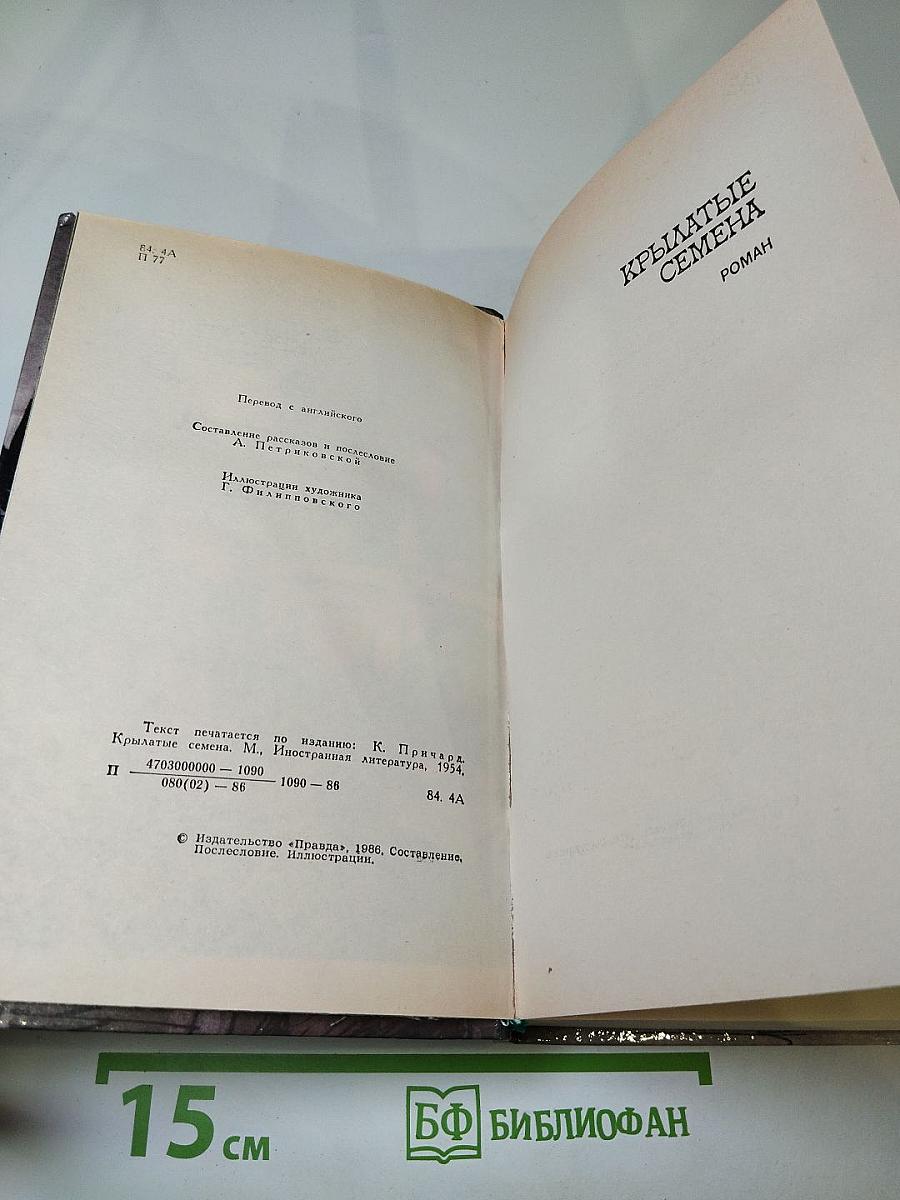 84. 4А
П 77
Перевод с английского
Составление рассказов и послесловие
А. Петриковской
Иллюстрации художника
Г. Филипповского
Текст печатается по изданию: К. Причард.
Крылатые семена. М., Иностранная литература, 1954.
П 4703000000 — 1090
080(02) — 86
1090 — 86
84. 4А
© Издательство «Правда», 1986, Составление.
Послесловие. Иллюстрации.
КРЫЛАТЫЕ
СЕМЕНА
РОМАН
15 см
БФ БИБЛИОФАН